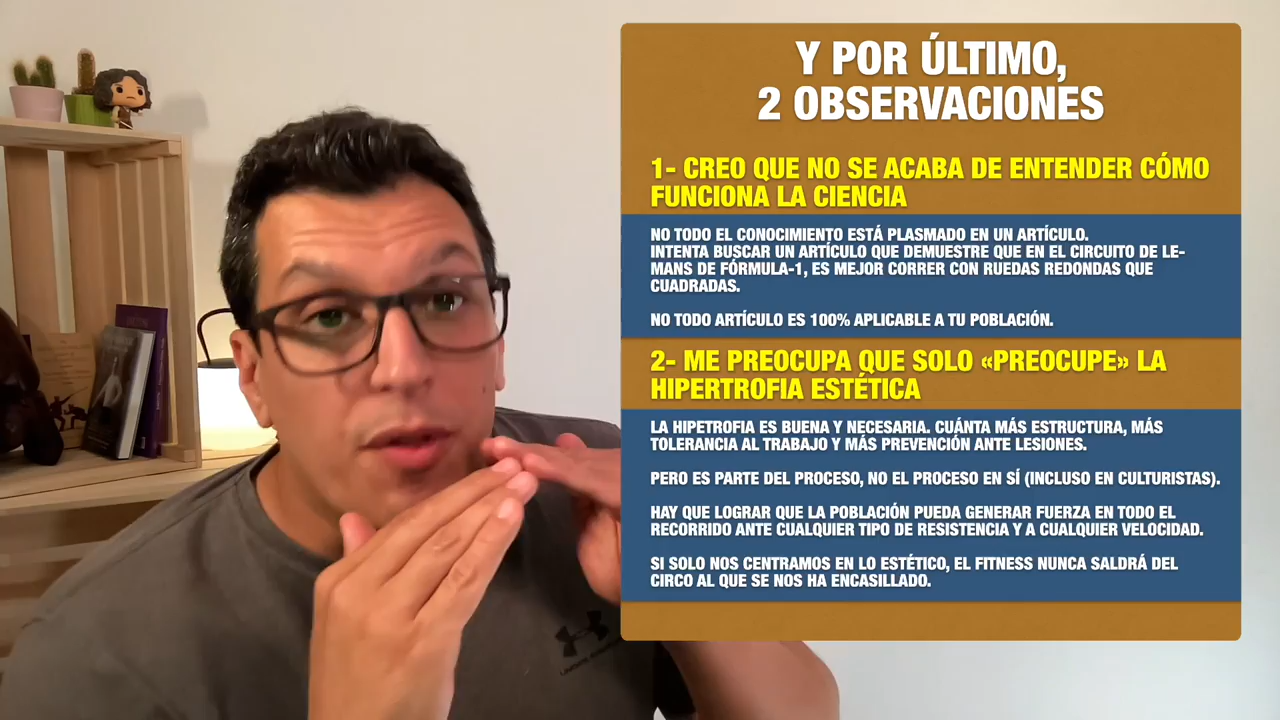 Y POR ÚLTIMO,
2 OBSERVACIONES
1- CREO QUE NO SE ACABA DE ENTENDER CÓMO
FUNCIONA LA CIENCIA
NO TODO EL CONOCIMIENTO ESTÁ PLASMADO EN UN ARTÍCULO.
INTENTA BUSCAR UN ARTÍCULO QUE DEMUESTRE QUE EN EL CIRCUITO DE LE-
MANS DE FÓRMULA-1, ES MEJOR CORRER CON RUEDAS REDONDAS QUE
CUADRADAS.
NO TODO ARTÍCULO ES 100% APLICABLE A TU POBLACIÓN.
2- ME PREOCUPA QUE SOLO «PREOCUPE» LA
HIPERTROFIA ESTÉTICA
LA HIPETROFIA ES BUENA Y NECESARIA. CUÁNTA MÁS ESTRUCTURA, MÁS
TOLERANCIA AL TRABAJO Y MÁS PREVENCIÓN ANTE LESIONES.
PERO ES PARTE DEL PROCESO, NO EL PROCESO EN SÍ (INCLUSO EN CULTURISTAS).
HAY QUE LOGRAR QUE LA POBLACIÓN PUEDA GENERAR FUERZA EN TODO EL
RECORRIDO ANTE CUALQUIER TIPO DE RESISTENCIA Y A CUALQUIER VELOCIDAD.
SI SOLO NOS CENTRAMOS EN LO ESTÉTICO, EL FITNESS NUNCA SALDRÁ DEL
CIRCO AL QUE SE NOS HA ENCASILLADO.